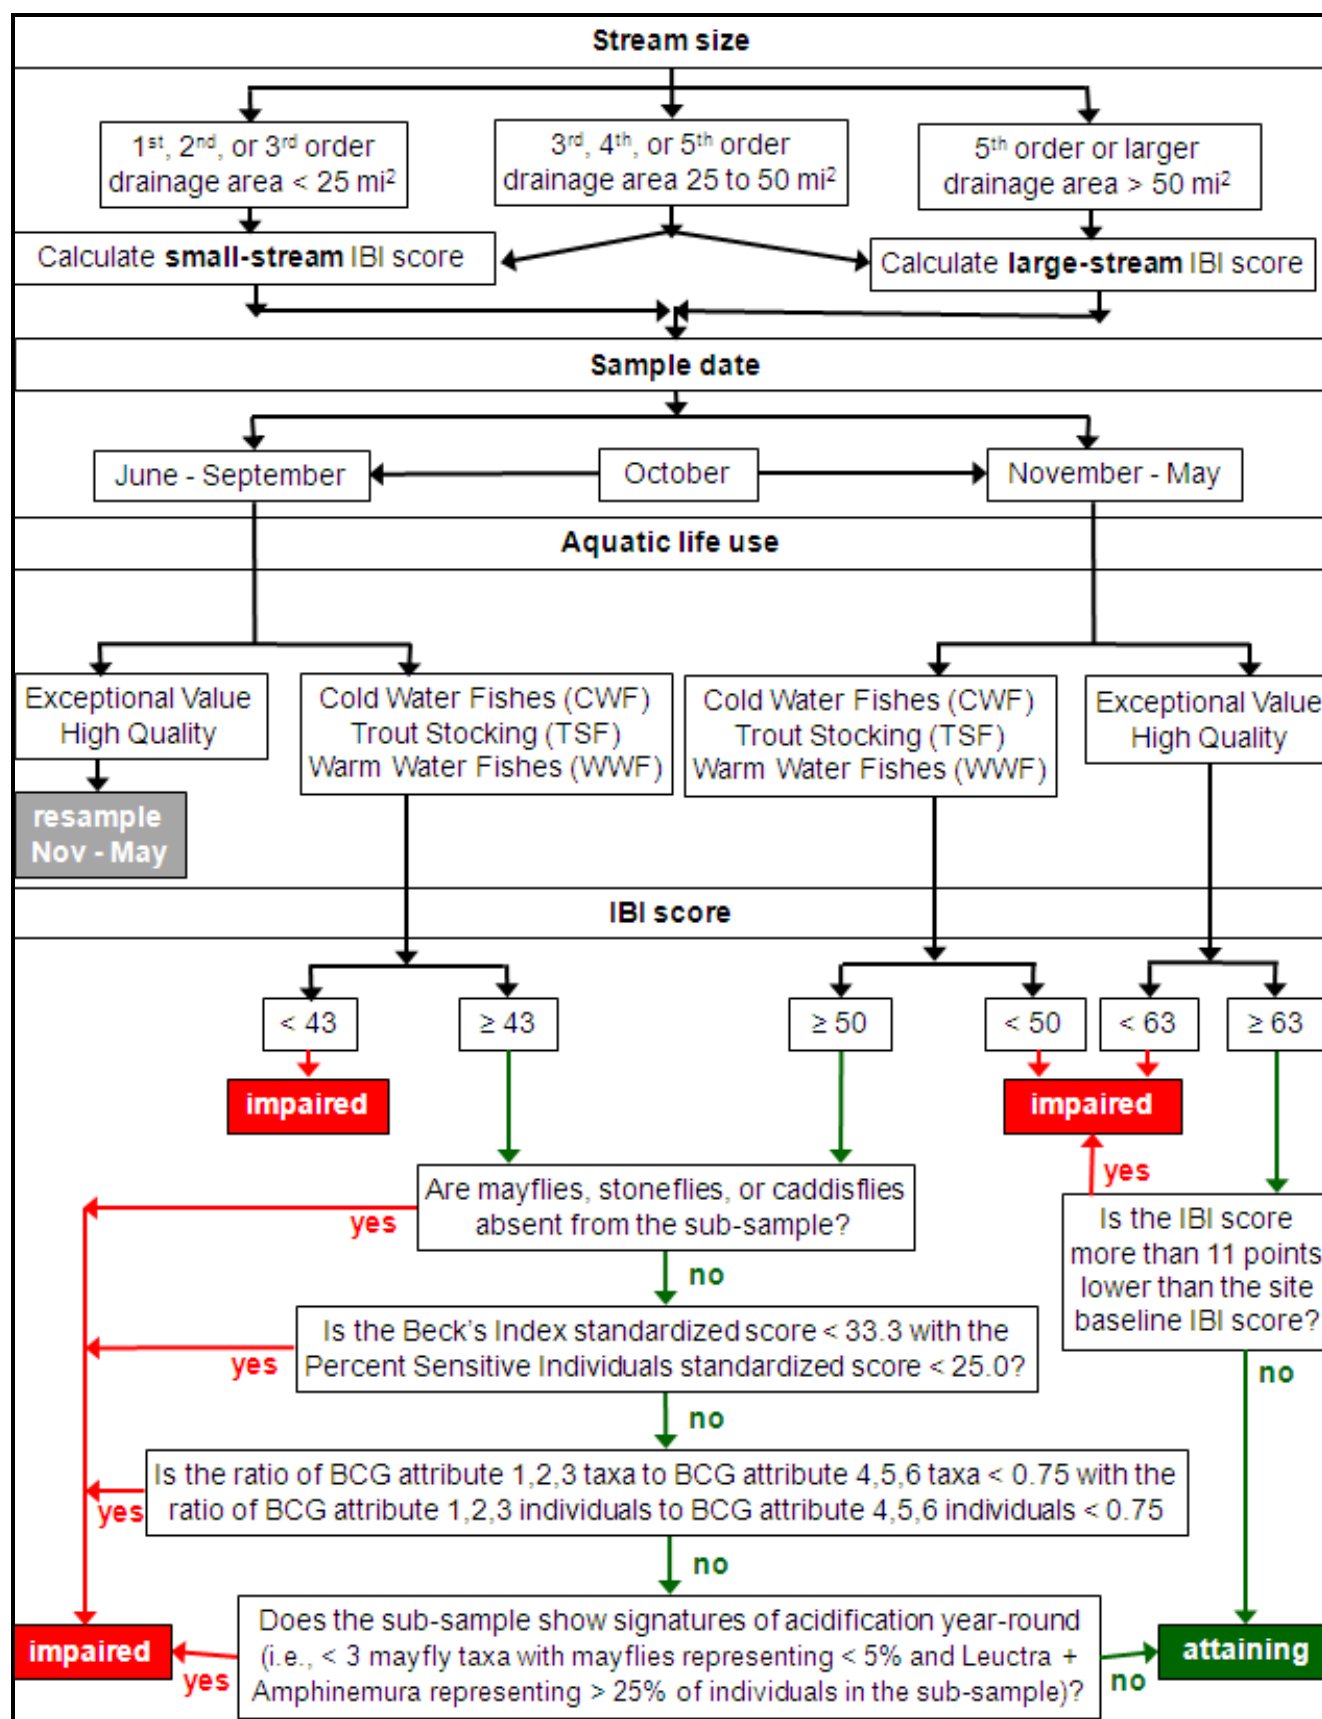 Stream size
1st, 2nd, or 3rd order
drainage area < 25 mi2
3rd, 4th, or 5th order
drainage area 25 to 50 mi2
5th order or larger
drainage area > 50 mi2
Calculate small-stream IBI score
Calculate large-stream IBI score
Sample date
June - September
October
November - May
Aquatic life use
Exceptional Value
High Quality
Cold Water Fishes (CWF)
Trout Stocking (TSF)
Warm Water Fishes (WWF)
Cold Water Fishes (CWF)
Trout Stocking (TSF)
Warm Water Fishes (WWF)
Exceptional Value
High Quality
resample
Nov - May
IBI score
< 43
≥ 43
≥ 50
< 50
< 63
≥ 63
impaired
impaired
yes
Are mayflies, stoneflies, or caddisflies
absent from the sub-sample?
yes
no
Is the IBI score
more than 11 points
lower than the site
baseline IBI score?
no
Is the Beck's Index standardized score < 33.3 with the
Percent Sensitive Individuals standardized score < 25.0?
yes
no
Is the ratio of BCG attribute 1,2,3 taxa to BCG attribute 4,5,6 taxa < 0.75 with the
ratio of BCG attribute 1,2,3 individuals to BCG attribute 4,5,6 individuals < 0.75
yes
no
Does the sub-sample show signatures of acidification year-round
(i.e., < 3 mayfly taxa with mayflies representing < 5% and Leuctra +
Amphinemura representing > 25% of individuals in the sub-sample)?
impaired
yes
no
attaining